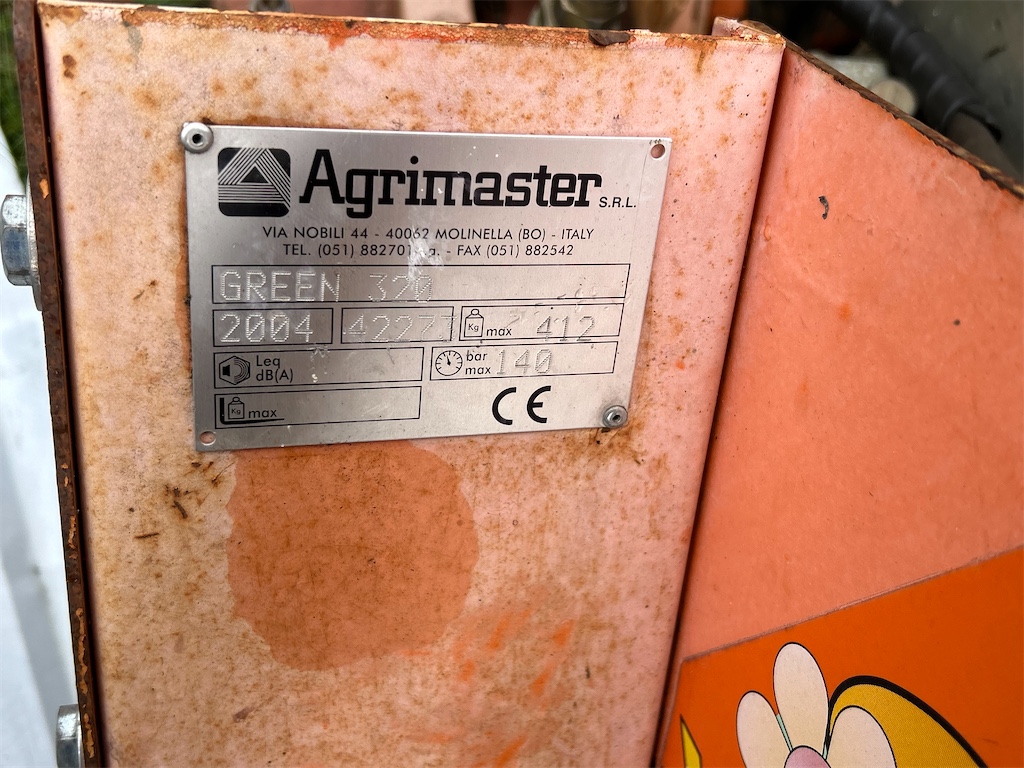 Agrimaster S.R.L.
VIA NOBILI 44 - 40062 MOLINELLA (BO) - ITALY
TEL. (051) 882701 - FAX (051) 882542
GREEN 320
2004
Kg max 412
Leq
dB(A)
bar
max 140
Kg max
CE